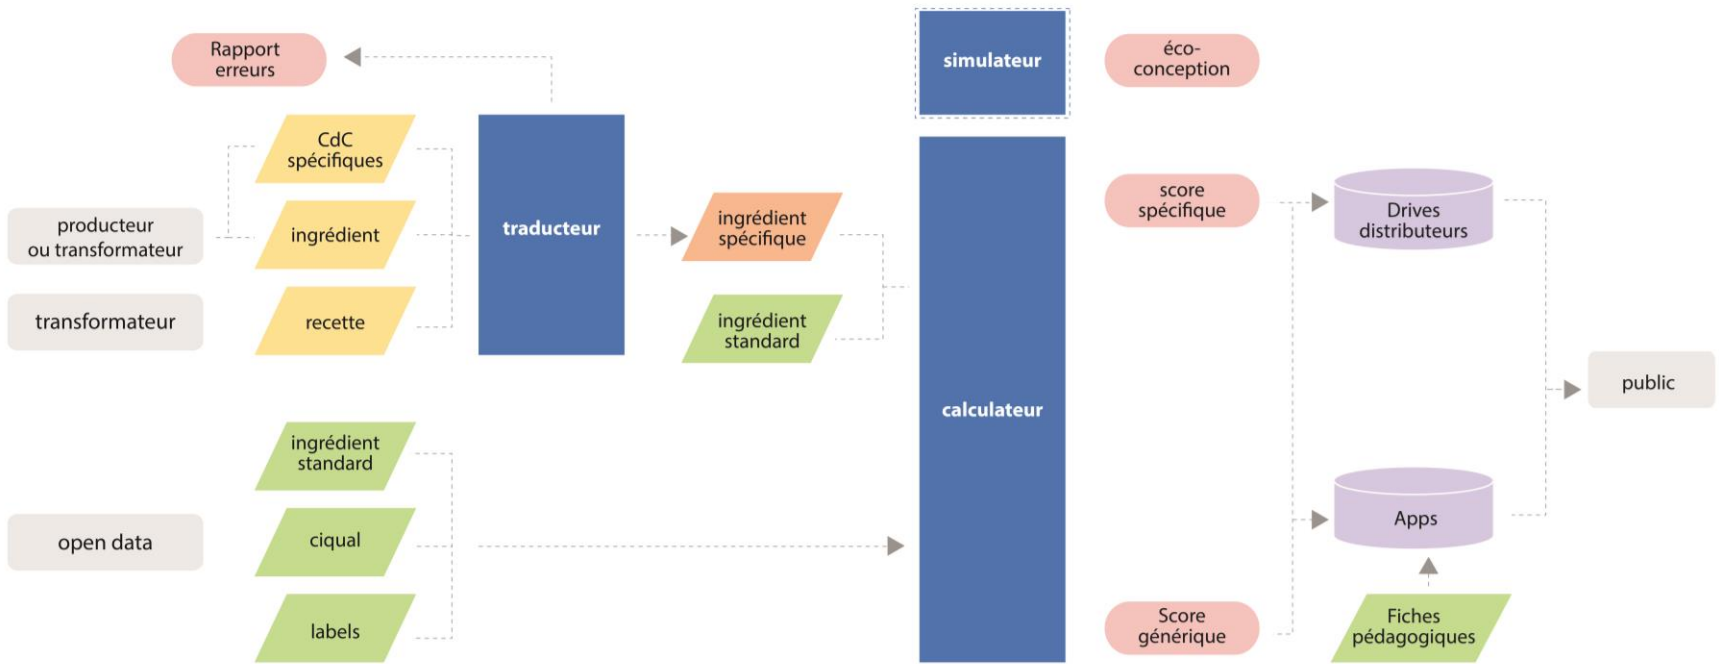 Rapport
erreurs
simulateur
éco-
conception
CdC
spécifiques
producteur
ou transformateur
ingrédient
traducteur
ingrédient
spécifique
score
spécifique
Drives
distributeurs
transformateur
recette
ingrédient
standard
calculateur
public
ingrédient
standard
open data
ciqual
labels
Apps
Score
générique
Fiches
pédagogiques